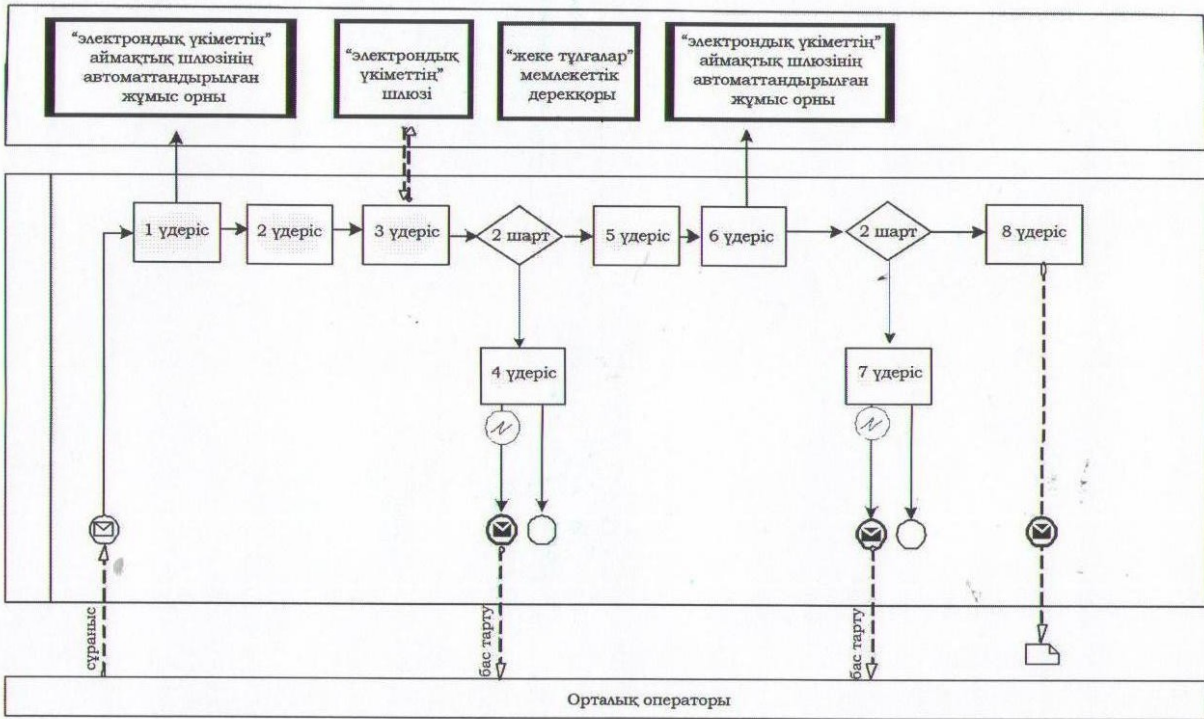 “электрондық үкіметтің”
аймақтық шлюзінің
автоматтандырылған
жұмыс орны
“электрондық
үкіметтің”
шлюзі
“жеке тұлғалар”
мемлекеттік
дерекқоры
“электрондық үкіметтің”
аймақтық шлюзінің
автоматтандырылған
жұмыс орны
1 үдеріс
2 үдеріс
3 үдеріс
2 шарт
5 үдеріс
6 үдеріс
2 шарт
8 үдеріс
4 үдеріс
7 үдеріс
сұраныс
бас тарту
бас тарту
Орталық операторы